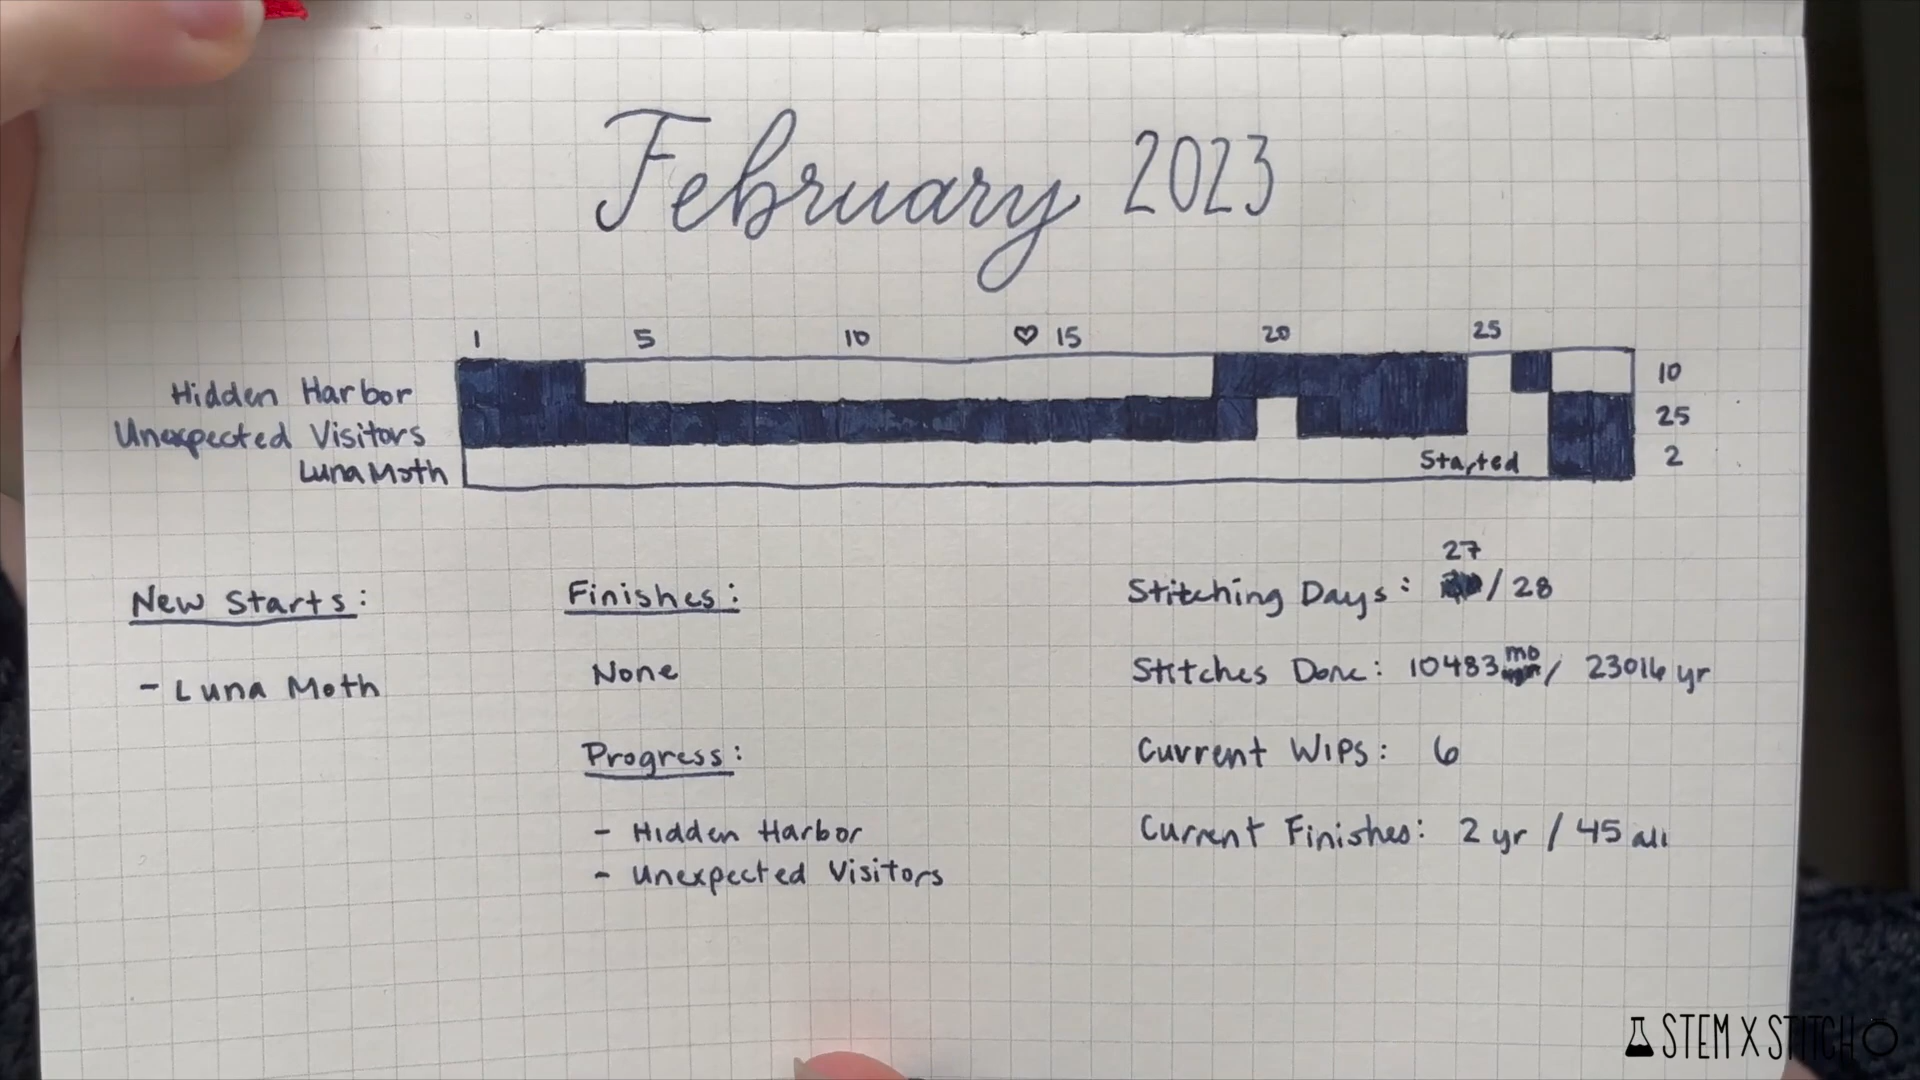 February 2023
1 5 10 ♡ 15 20 25
Hidden Harbor 10
Unexpected Visitors 25
Luna Moth Started 2
New Starts:
- Luna Moth
Finishes:
None
Progress:
- Hidden Harbor
- Unexpected Visitors
27
Stitching Days: / 28
Stitches Done: 10483 mo / 23016 yr
Current WIPs: 6
Current Finishes: 2 yr / 45 all
STEM X STITCH